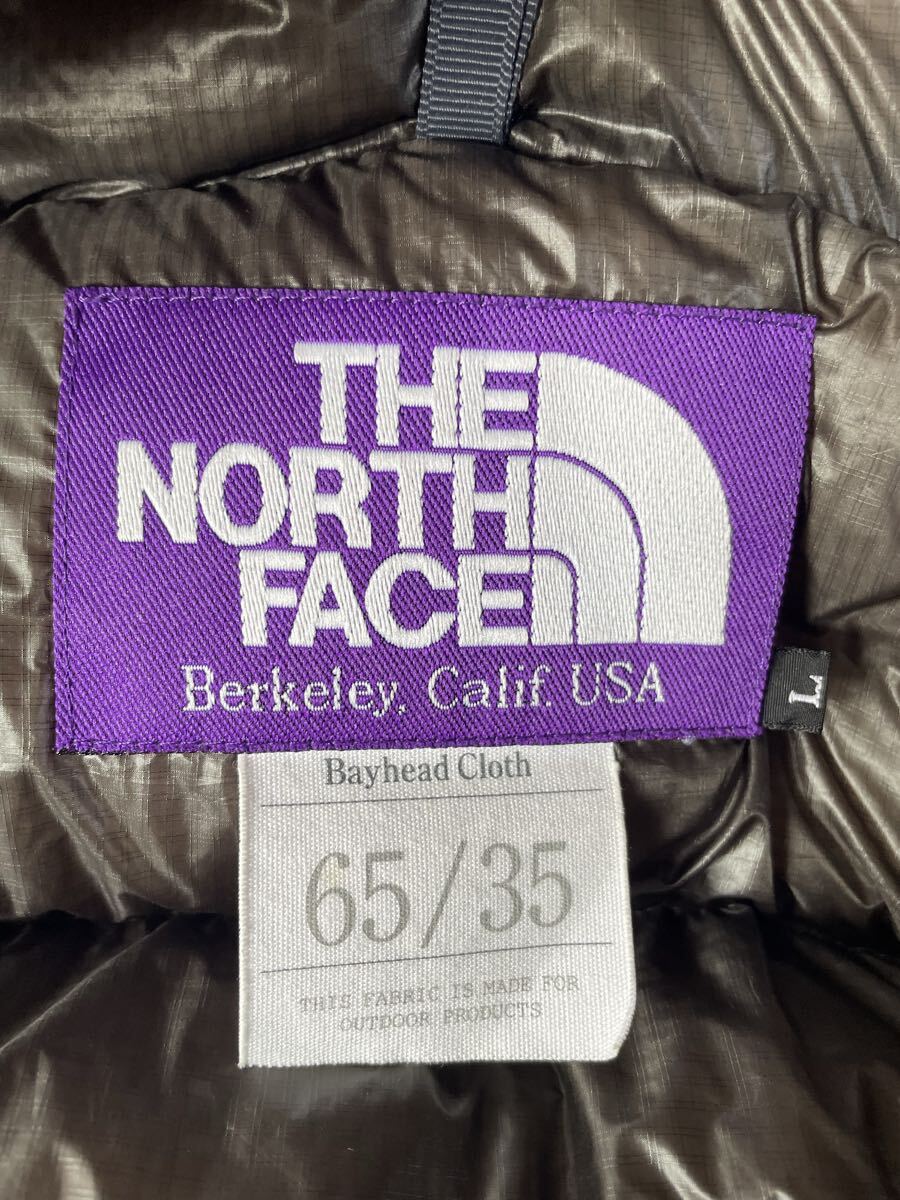 THE
NORTH
FACE
Berkeley, Calif. USA
L
Bayhead Cloth
65/35
THIS FABRIC IS MADE FOR
OUTDOOR PRODUCTS